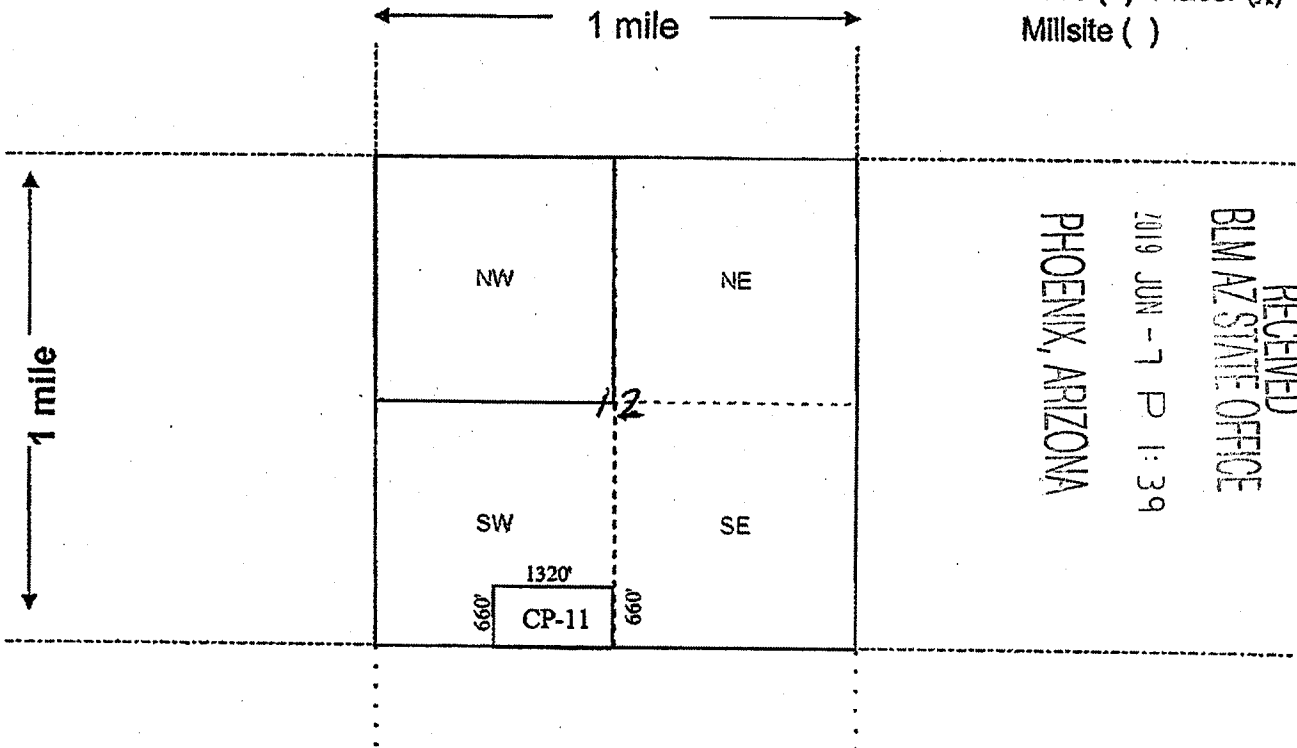 1 mile
Placer (X)
Millsite ( )
1 mile
NW
NE
12
SW
SE
1320'
660'
CP-11
660'
RECEIVED
BLM AZ STATE OFFICE
2019 JUN -7 P 1:39
PHOENIX, ARIZONA